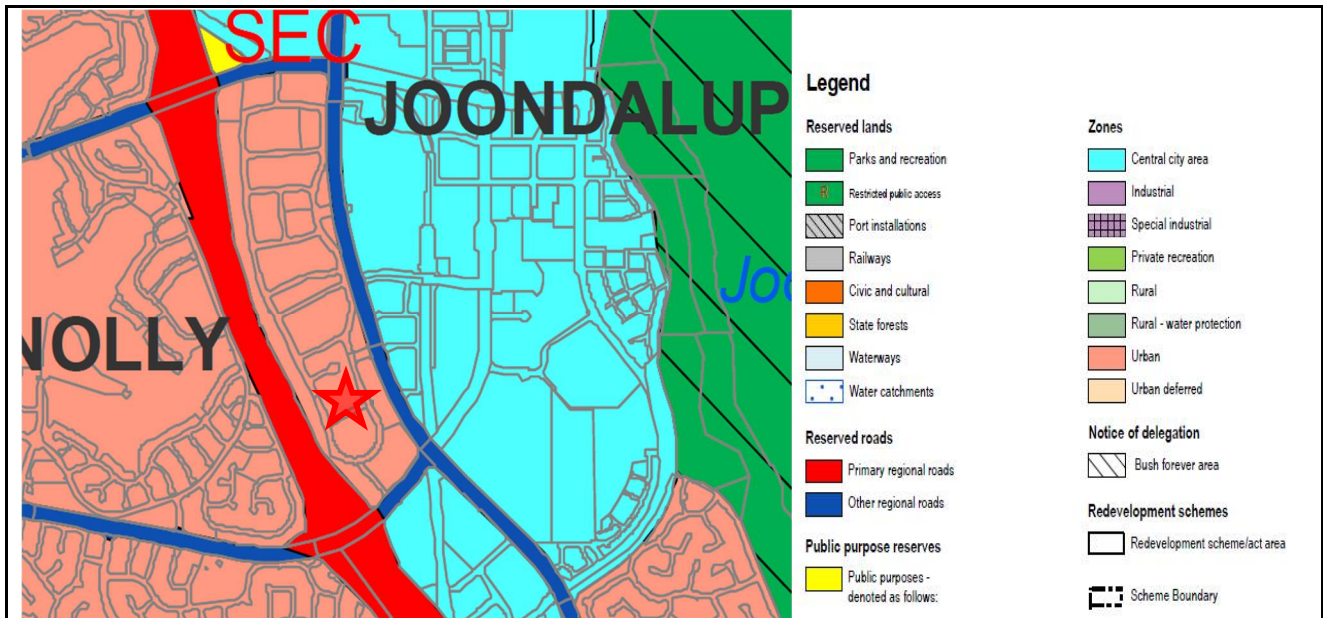 SEC
JOONDALUP
Joo
NOLLY
Legend
Reserved lands
Parks and recreation
R Restricted public access
Port installations
Railways
Civic and cultural
State forests
Waterways
Water catchments
Reserved roads
Primary regional roads
Other regional roads
Public purpose reserves
Public purposes -
denoted as follows:
Zones
Central city area
Industrial
Special industrial
Private recreation
Rural
Rural - water protection
Urban
Urban deferred
Notice of delegation
Bush forever area
Redevelopment schemes
Redevelopment scheme/act area
Scheme Boundary